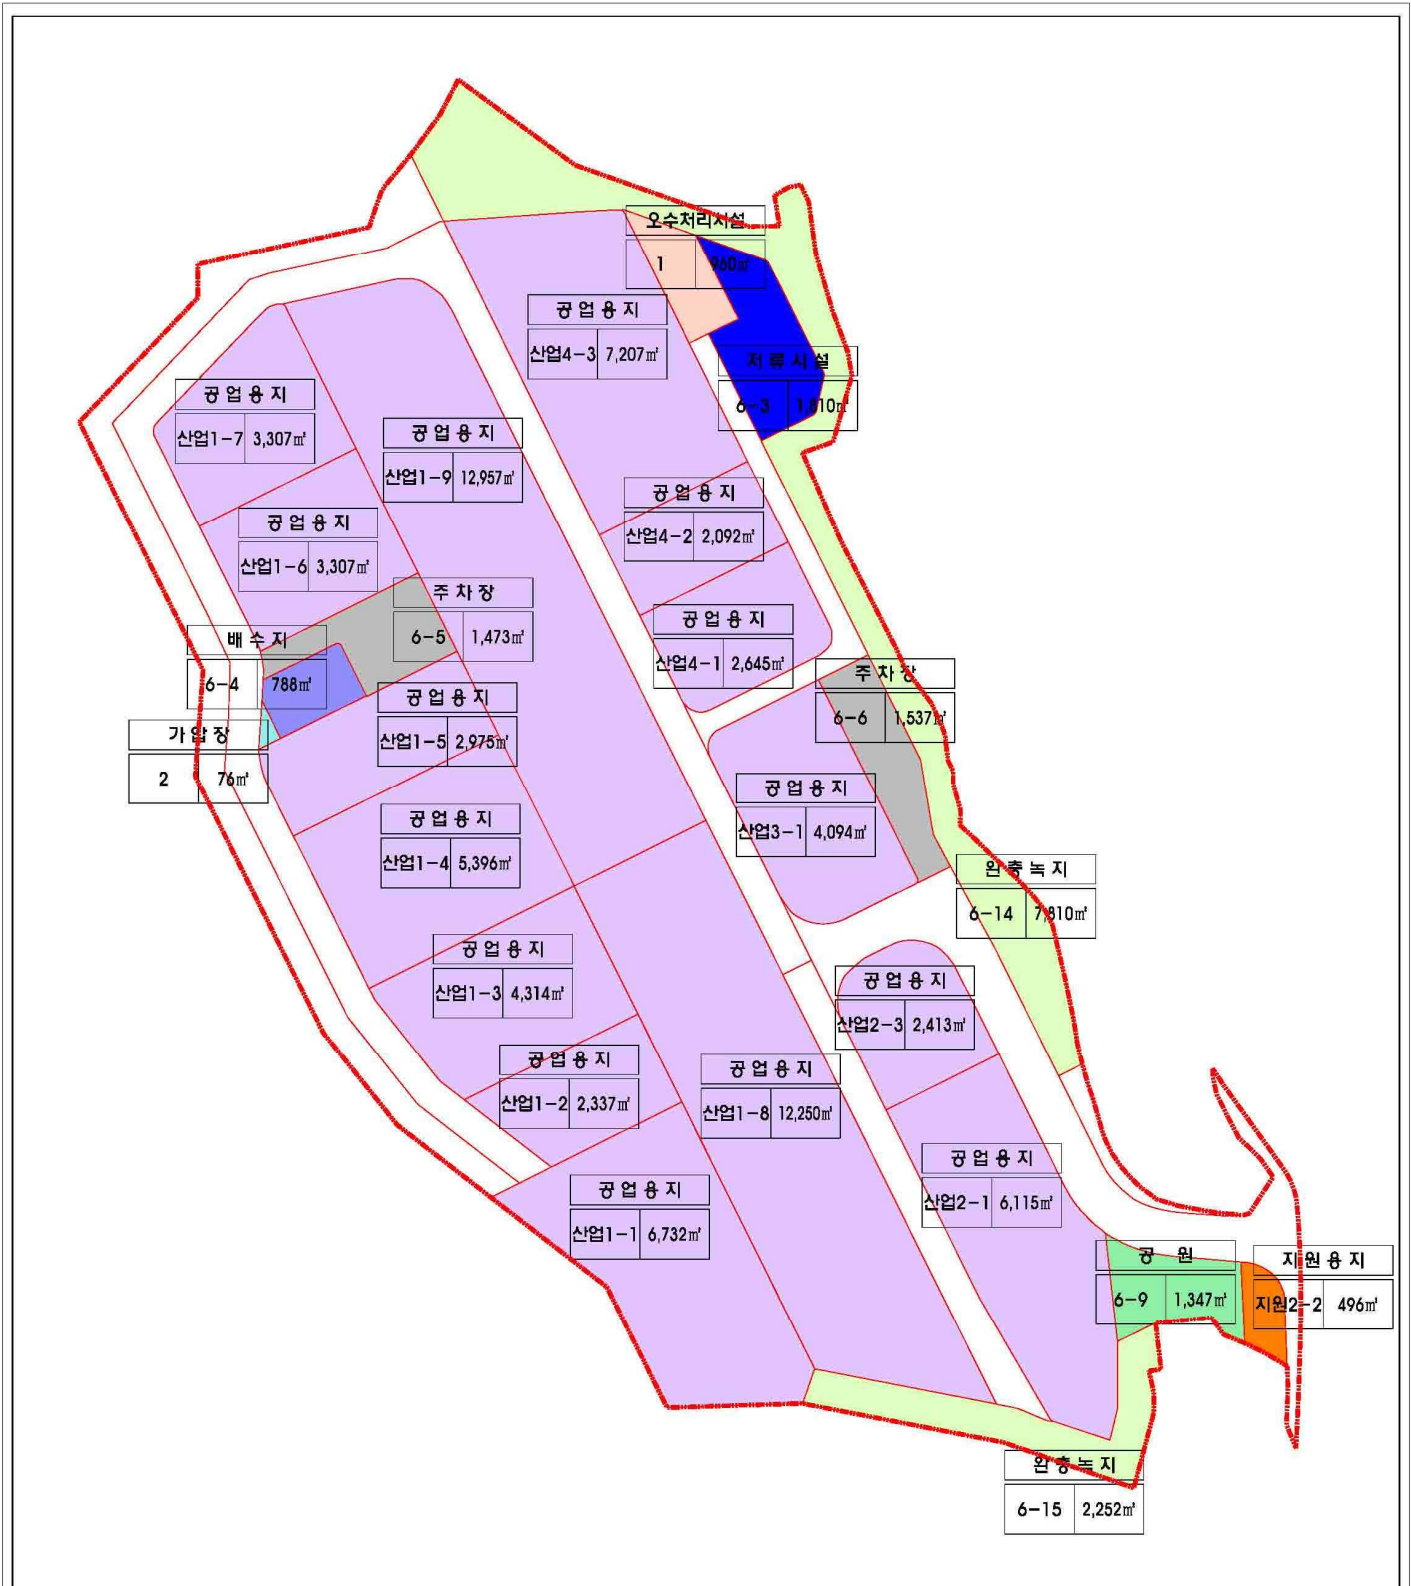 오수처리시설
1 960㎡
공업용지
산업4-3 7,207㎡
저류시설
6-3 1,810㎡
공업용지
산업1-7 3,307㎡
공업용지
산업1-9 12,957㎡
공업용지
산업4-2 2,092㎡
공업용지
산업1-6 3,307㎡
주차장
6-5 1,473㎡
공업용지
산업4-1 2,645㎡
배수지
6-4 788㎡
주차장
6-6 1,537㎡
공업용지
산업1-5 2,975㎡
가압장
2 76㎡
공업용지
산업3-1 4,094㎡
공업용지
산업1-4 5,396㎡
완충녹지
6-14 7,810㎡
공업용지
산업1-3 4,314㎡
공업용지
산업2-3 2,413㎡
공업용지
산업1-2 2,337㎡
공업용지
산업1-8 12,250㎡
공업용지
산업2-1 6,115㎡
공업용지
산업1-1 6,732㎡
공원
6-9 1,347㎡
지원용지
지원2-2 496㎡
완충녹지
6-15 2,252㎡